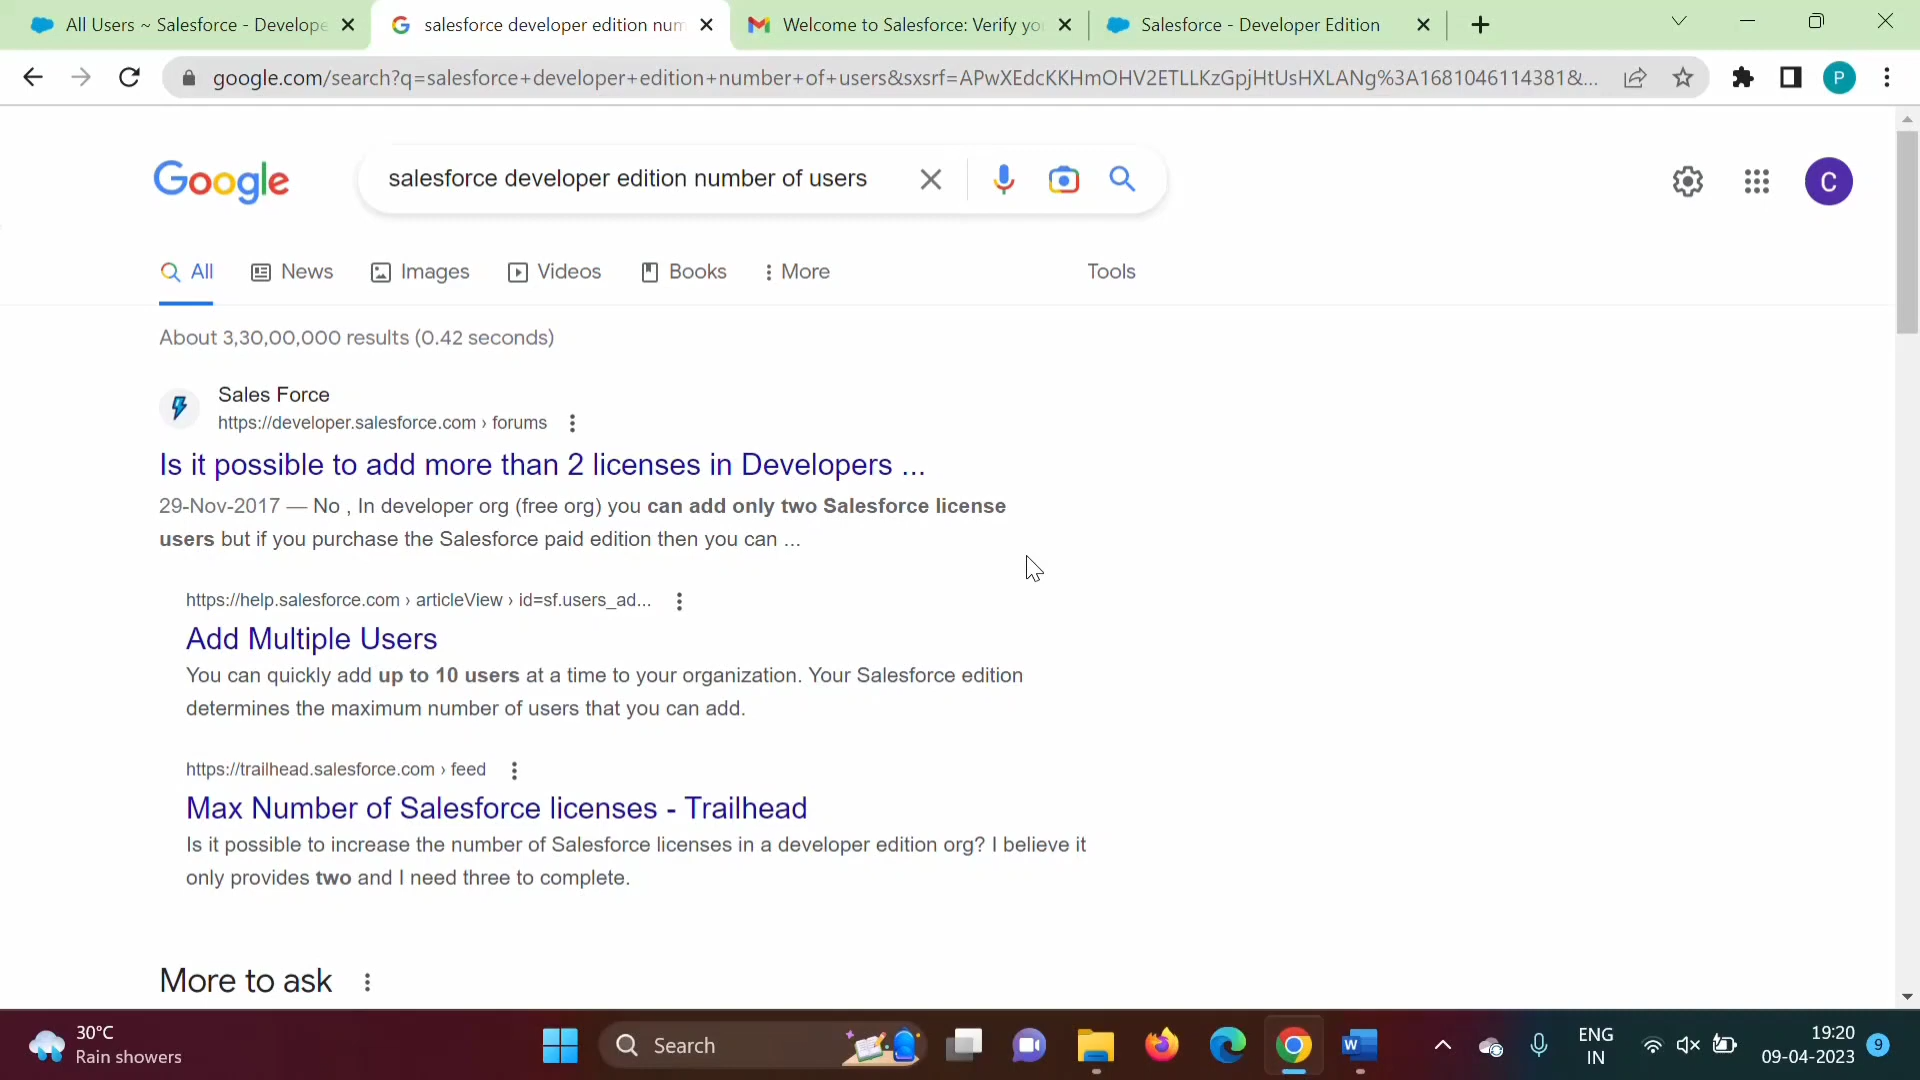 All Users ~ Salesforce - Develope
salesforce developer edition num
Welcome to Salesforce: Verify yo
Salesforce - Developer Edition
google.com/search?q=salesforce+developer+edition+number+of+users&sxsrf=APwXEdcKKHmOHV2ETLLKzGpjHtUsHXLANg%3A1681046114381&...
P
Google
salesforce developer edition number of users
C
All
News
Images
Videos
Books
More
Tools
About 3,30,00,000 results (0.42 seconds)
Sales Force
https://developer.salesforce.com › forums
Is it possible to add more than 2 licenses in Developers ...
29-Nov-2017 — No , In developer org (free org) you can add only two Salesforce license
users but if you purchase the Salesforce paid edition then you can ...
https://help.salesforce.com › articleView › id=sf.users_ad...
Add Multiple Users
You can quickly add up to 10 users at a time to your organization. Your Salesforce edition
determines the maximum number of users that you can add.
https://trailhead.salesforce.com › feed
Max Number of Salesforce licenses - Trailhead
Is it possible to increase the number of Salesforce licenses in a developer edition org? I believe it
only provides two and I need three to complete.
More to ask
30°C
Rain showers
Search
W
ENG
IN
19:20
09-04-2023
9